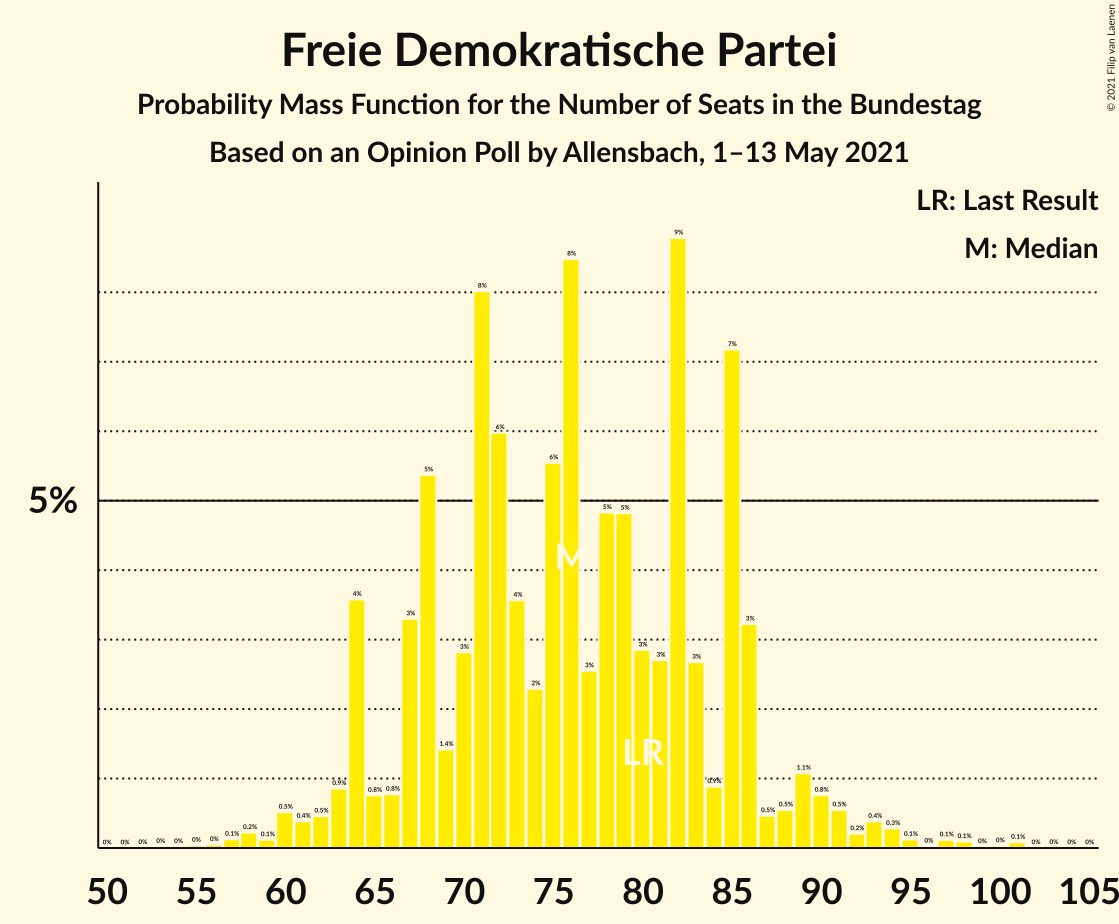 Freie Demokratische Partei
Probability Mass Function for the Number of Seats in the Bundestag
Based on an Opinion Poll by Allensbach, 1–13 May 2021
© 2021 Filip van Laenen
LR: Last Result
M: Median
5%
0% 0% 0% 0% 0% 0% 0% 0.1% 0.2% 0.1% 0.5% 0.4% 0.5% 0.9% 4% 0.8% 0.8% 3% 5% 1.4% 3% 8% 6% 4% 2% 6% 8% 3% 5% 5% 3% 3% 9% 3% 0.9% 7% 3% 0.5% 0.5% 1.1% 0.8% 0.5% 0.2% 0.4% 0.3% 0.1% 0% 0.1% 0.1% 0% 0% 0.1% 0% 0% 0% 0%
M
LR
50 55 60 65 70 75 80 85 90 95 100 105